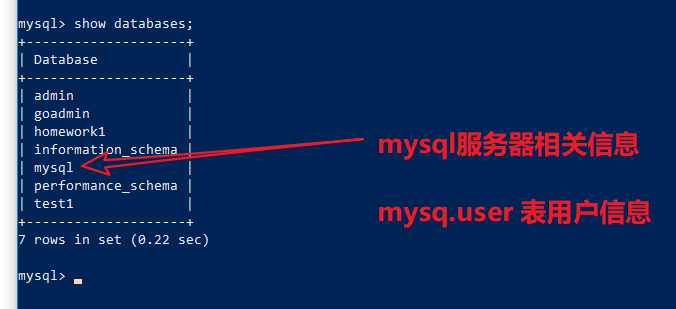 mysql> show databases;
+--------------------+
| Database           |
+--------------------+
| admin              |
| goadmin            |
| homework1          |
| information_schema |
| mysql              |
| performance_schema |
| test1              |
+--------------------+
7 rows in set (0.22 sec)
mysql>
mysql服务器相关信息
mysq.user 表用户信息